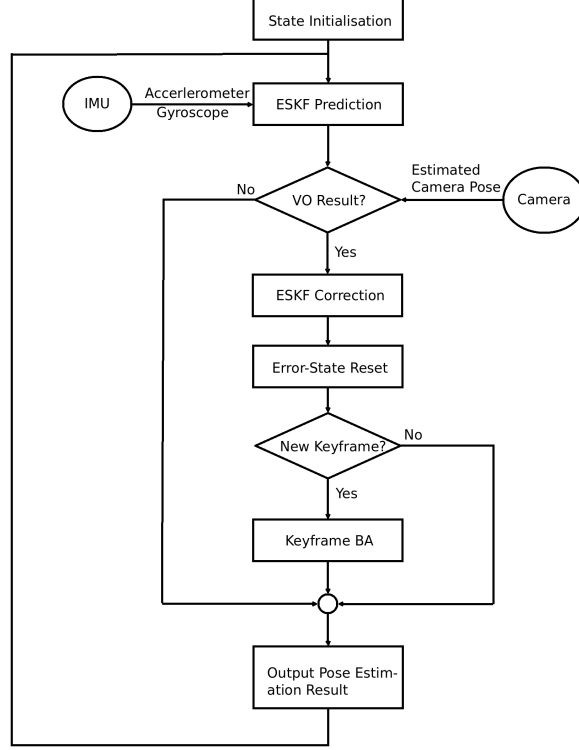 State Initialisation
IMU
Accerlerometer
Gyroscope
ESKF Prediction
No
VO Result?
Estimated
Camera Pose
Camera
Yes
ESKF Correction
Error-State Reset
New Keyframe?
No
Yes
Keyframe BA
Output Pose Estim-
ation Result